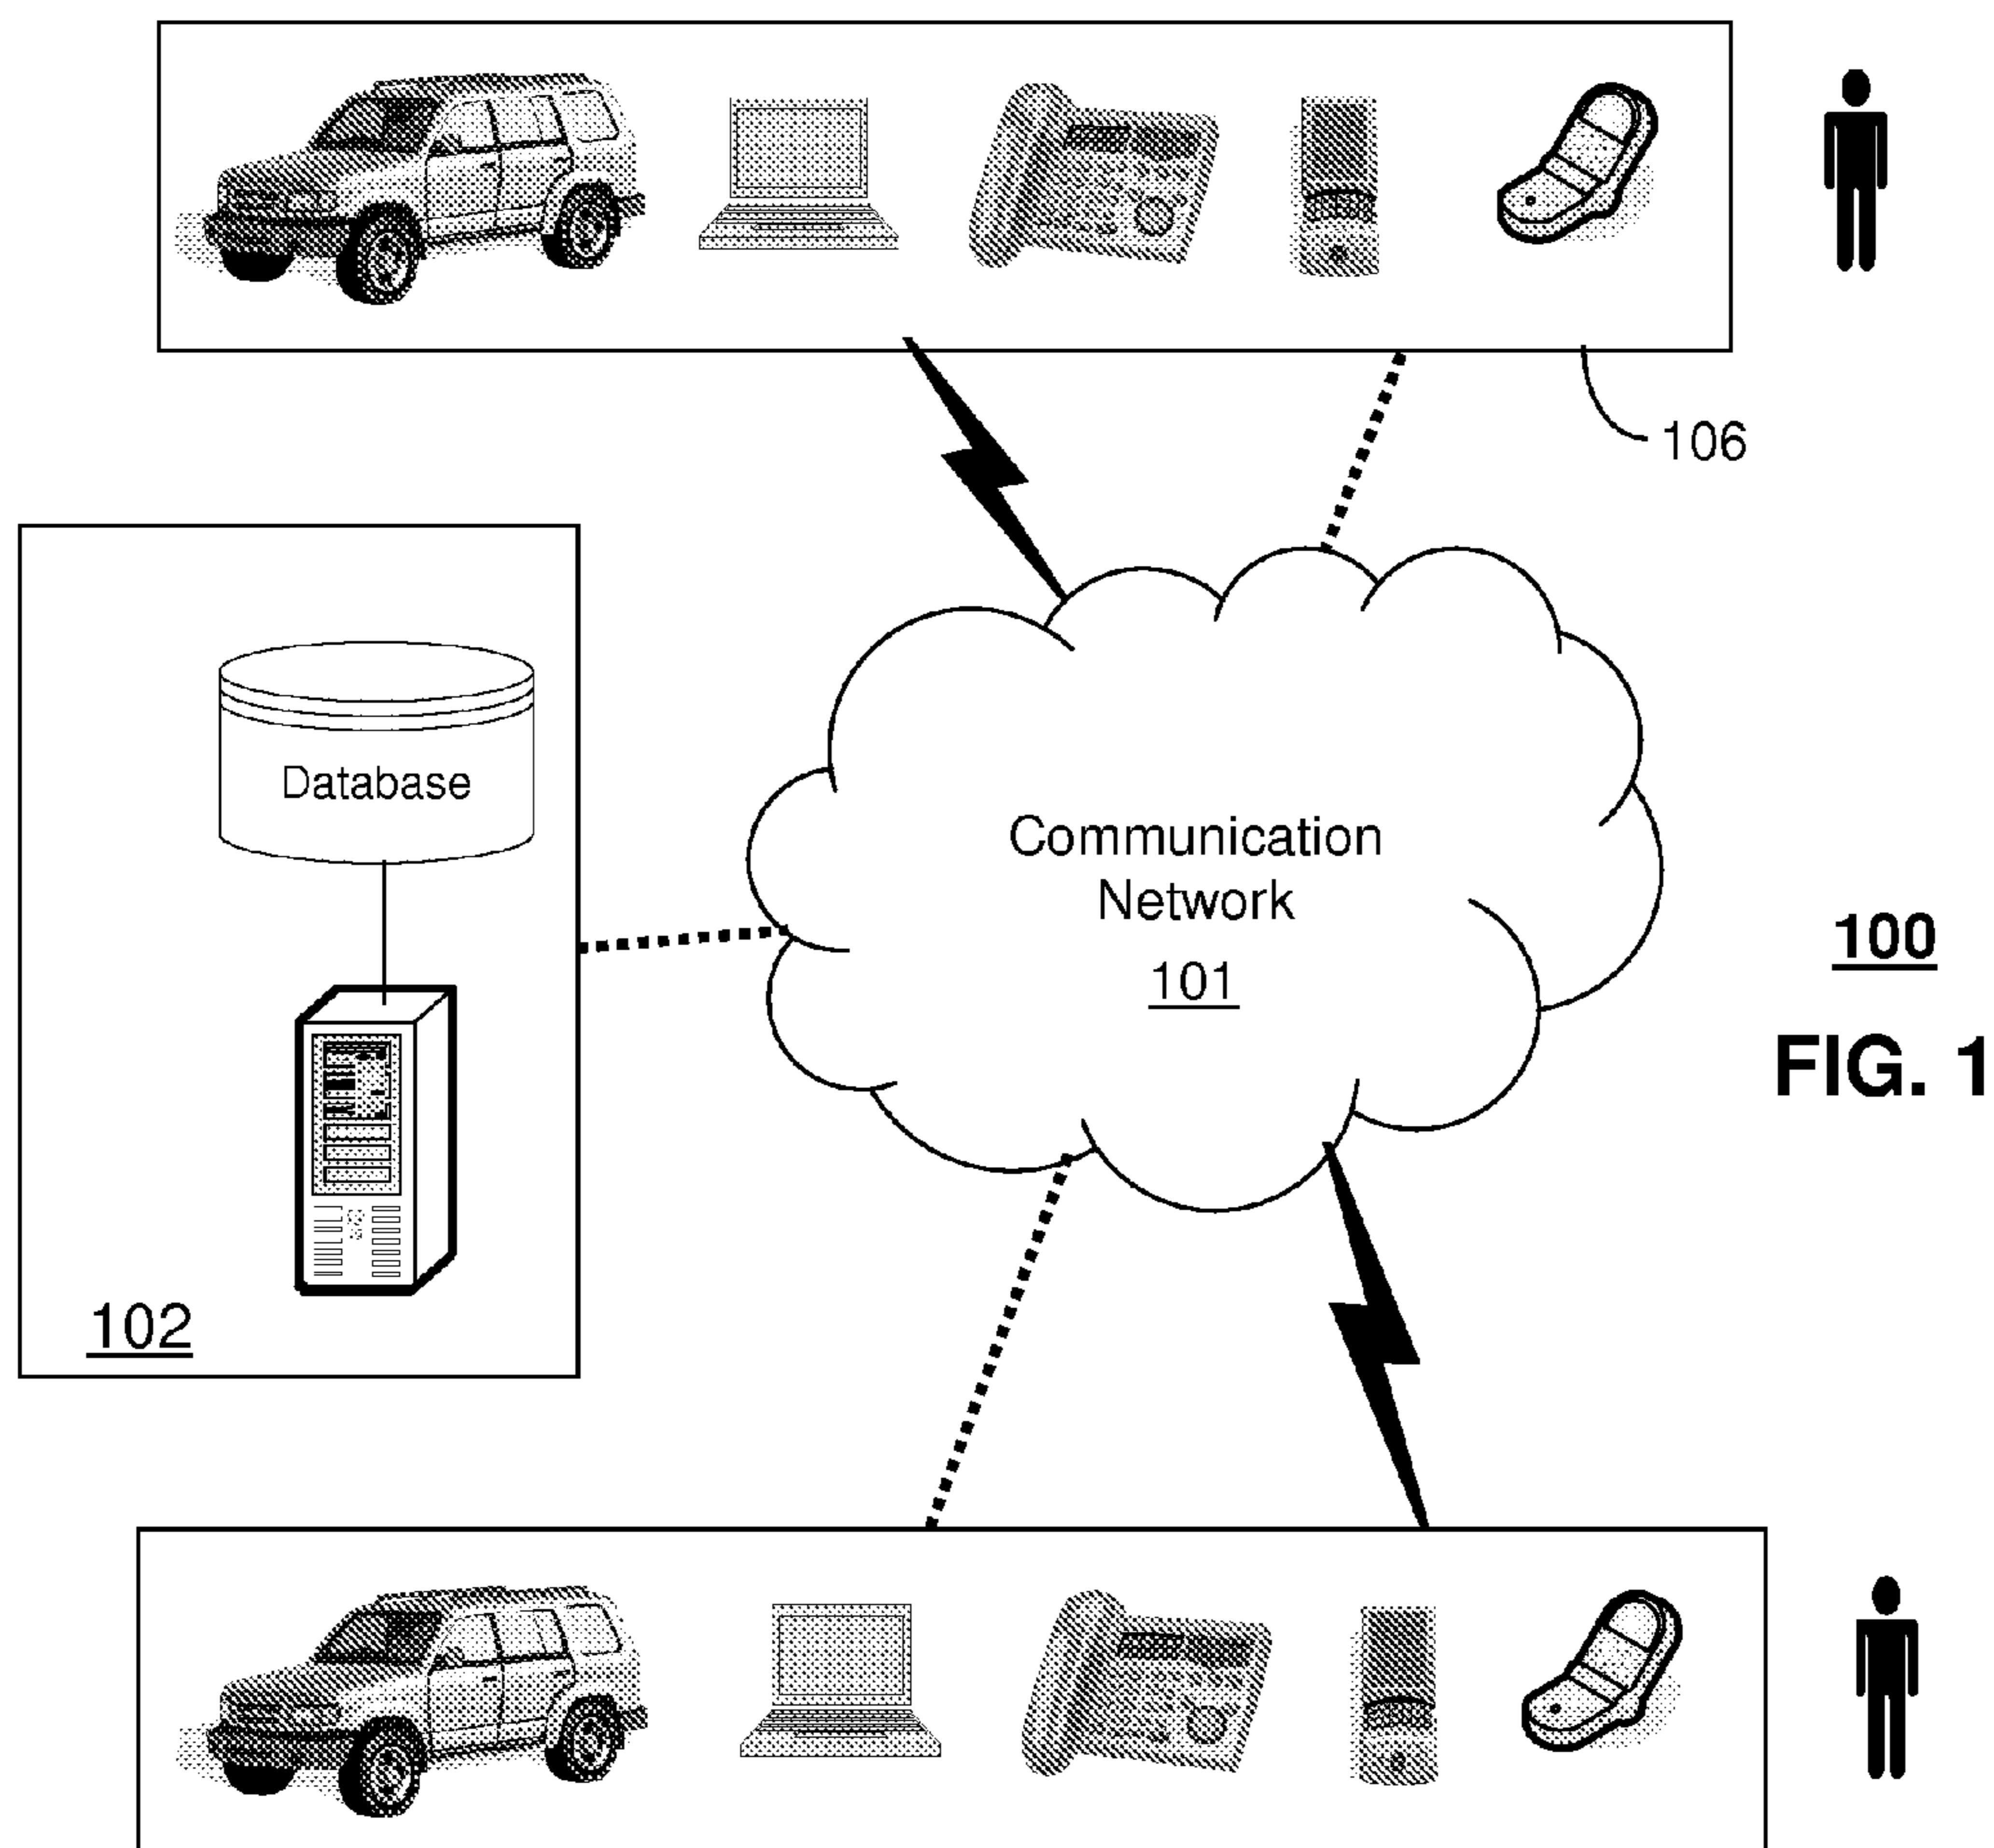 106
Database
Communication
Network
101
100
FIG. 1
102